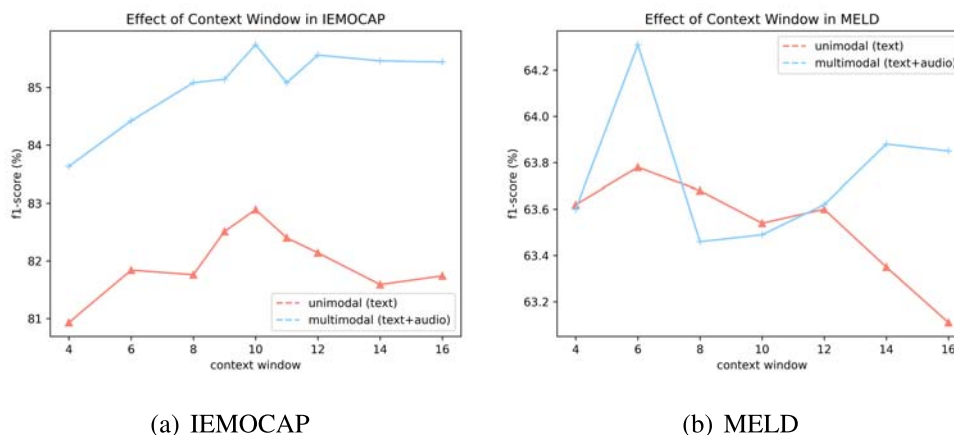 Effect of Context Window in IEMOCAP
f1-score (%)
85
84
83
82
81
unimodal (text)
multimodal (text+audio)
4 6 8 10 12 14 16
context window
(a) IEMOCAP
Effect of Context Window in MELD
f1-score (%)
64.2
64.0
63.8
63.6
63.4
63.2
unimodal (text)
multimodal (text+audio)
4 6 8 10 12 14 16
context window
(b) MELD